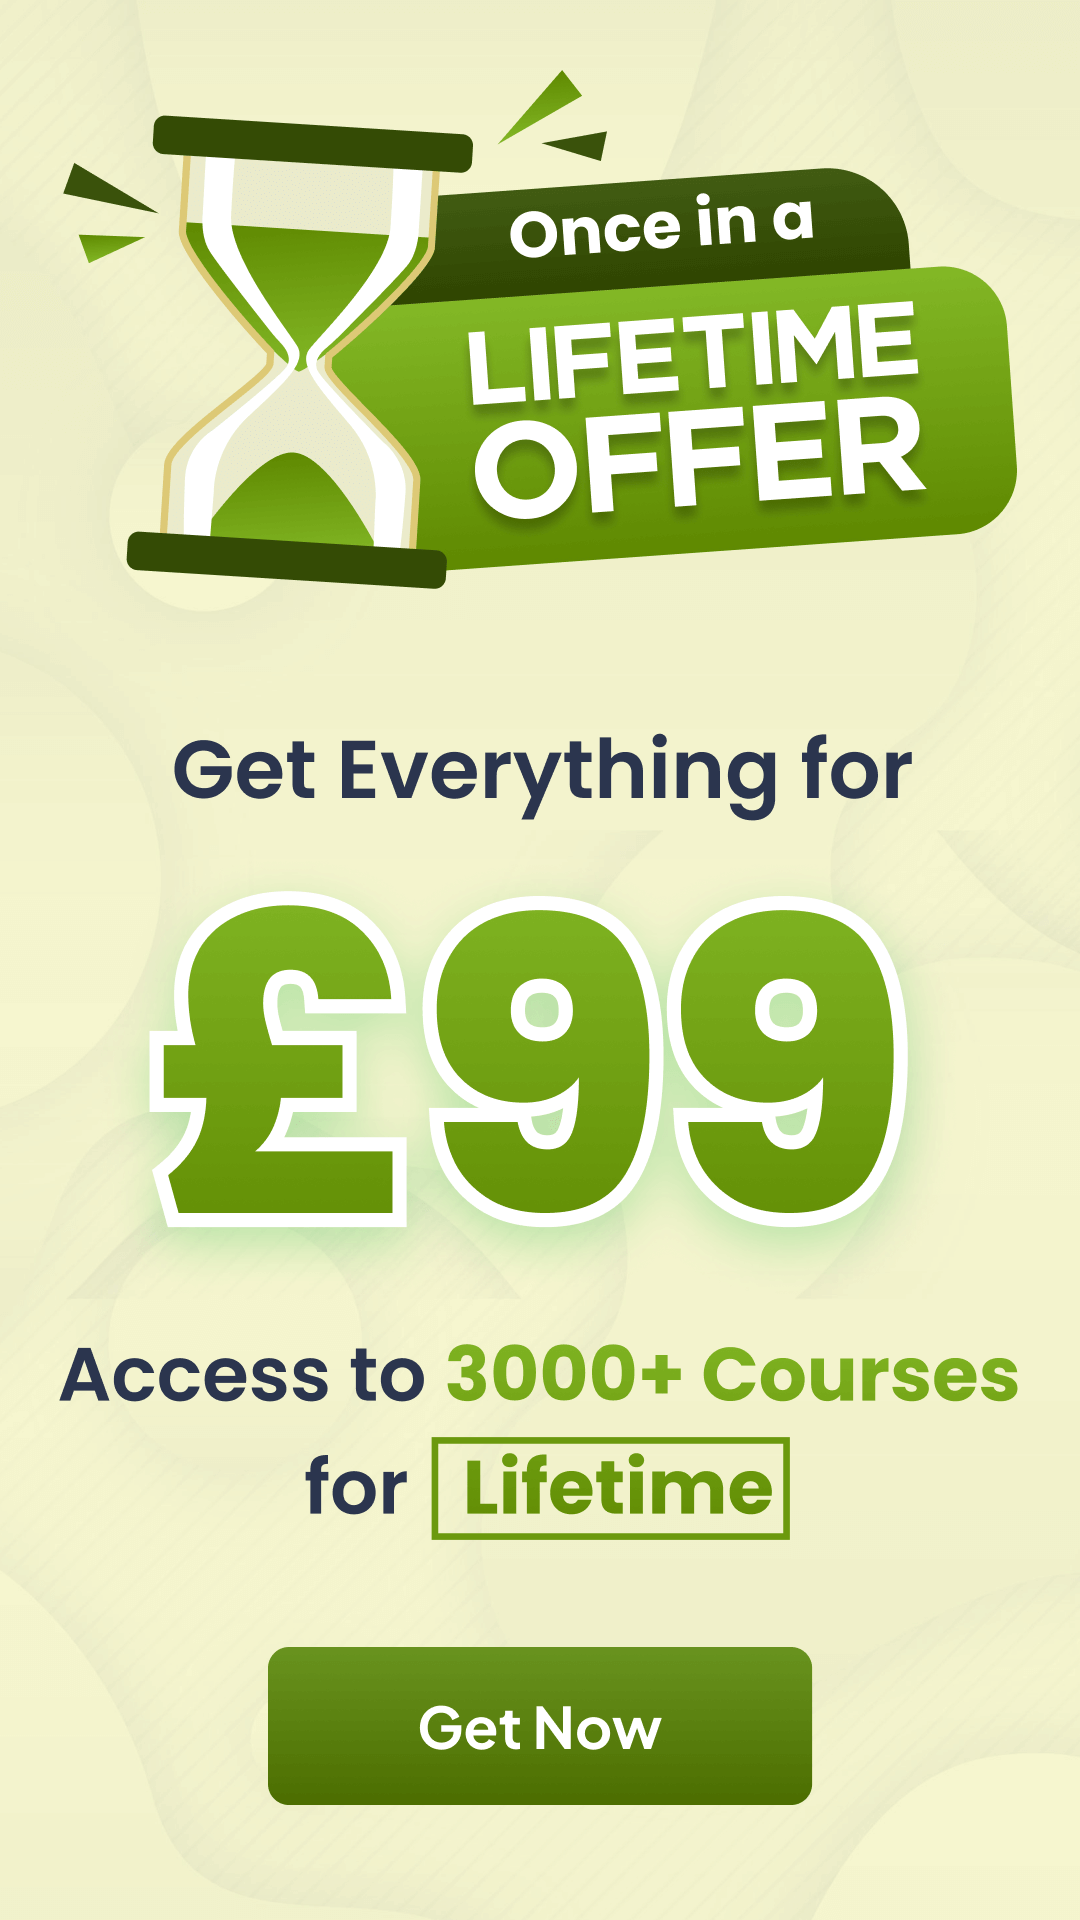 Once in a
LIFETIME
OFFER
Get Everything for
£99
Access to 3000+ Courses
for Lifetime
Get Now